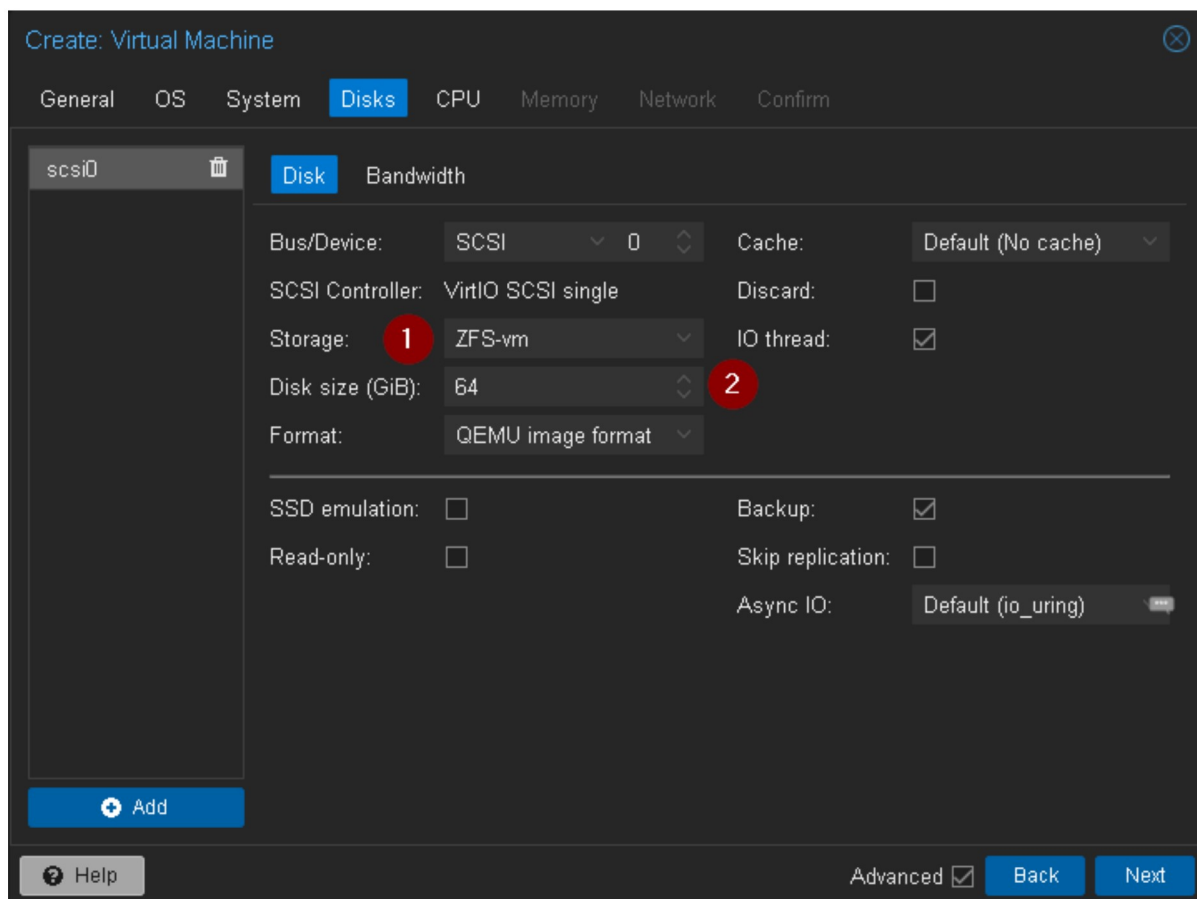 Create: Virtual Machine
General OS System Disks CPU Memory Network Confirm
scsi0
Disk Bandwidth
Bus/Device: SCSI 0 Cache: Default (No cache)
SCSI Controller: VirtIO SCSI single Discard:
Storage: 1 ZFS-vm IO thread:
Disk size (GiB): 64 2
Format: QEMU image format
SSD emulation: Backup:
Read-only: Skip replication:
Async IO: Default (io_uring)
Add
Help Advanced Back Next